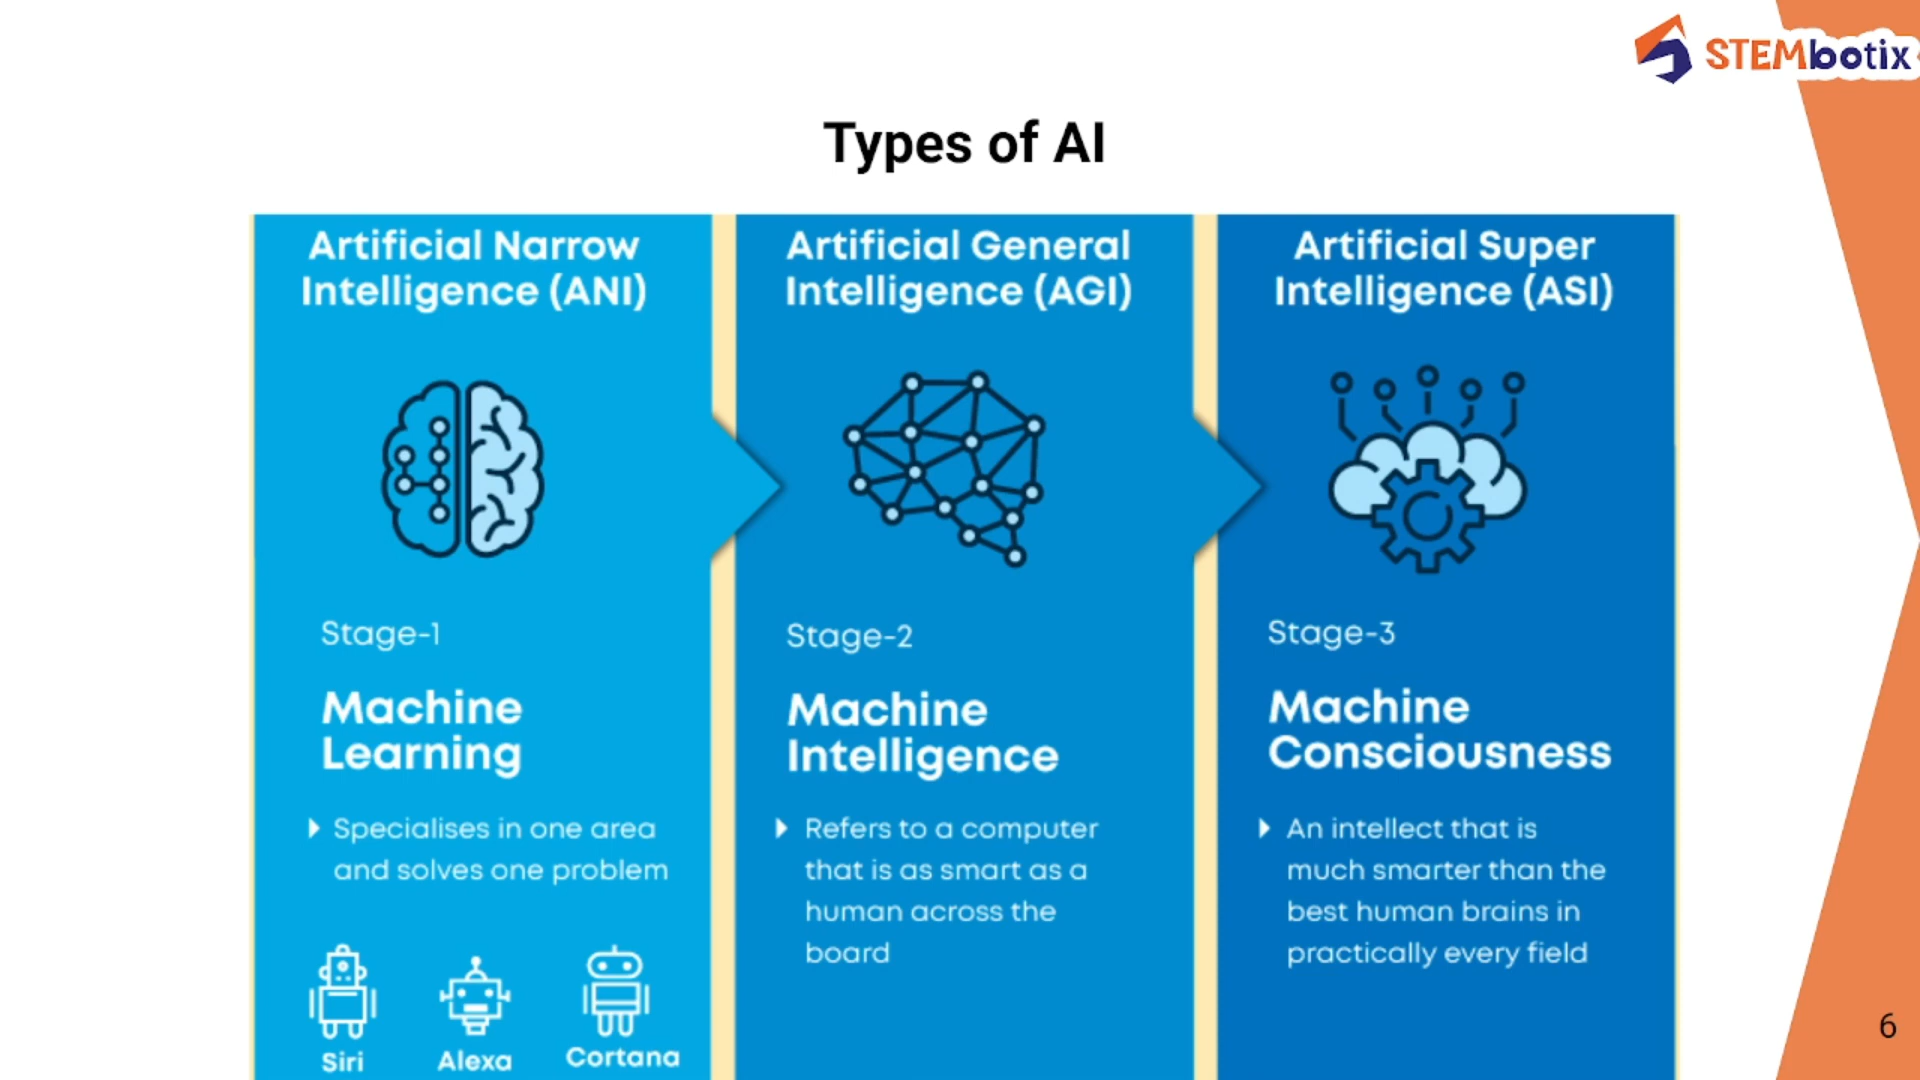 STEMbotix
Types of AI
Artificial Narrow
Intelligence (ANI)
Stage-1
Machine
Learning
Specialises in one area
and solves one problem
Siri
Alexa
Cortana
Artificial General
Intelligence (AGI)
Stage-2
Machine
Intelligence
Refers to a computer
that is as smart as a
human across the
board
Artificial Super
Intelligence (ASI)
Stage-3
Machine
Consciousness
An intellect that is
much smarter than the
best human brains in
practically every field
6